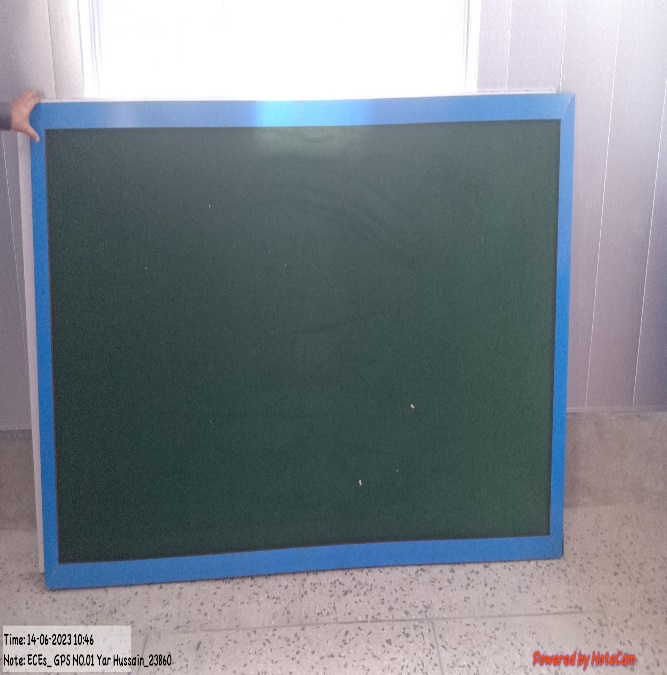 Time: 14-06-2023 10:46
Note: ECEs_ GPS NO.01 Yar Hussain_23860
Powered by NoteCam